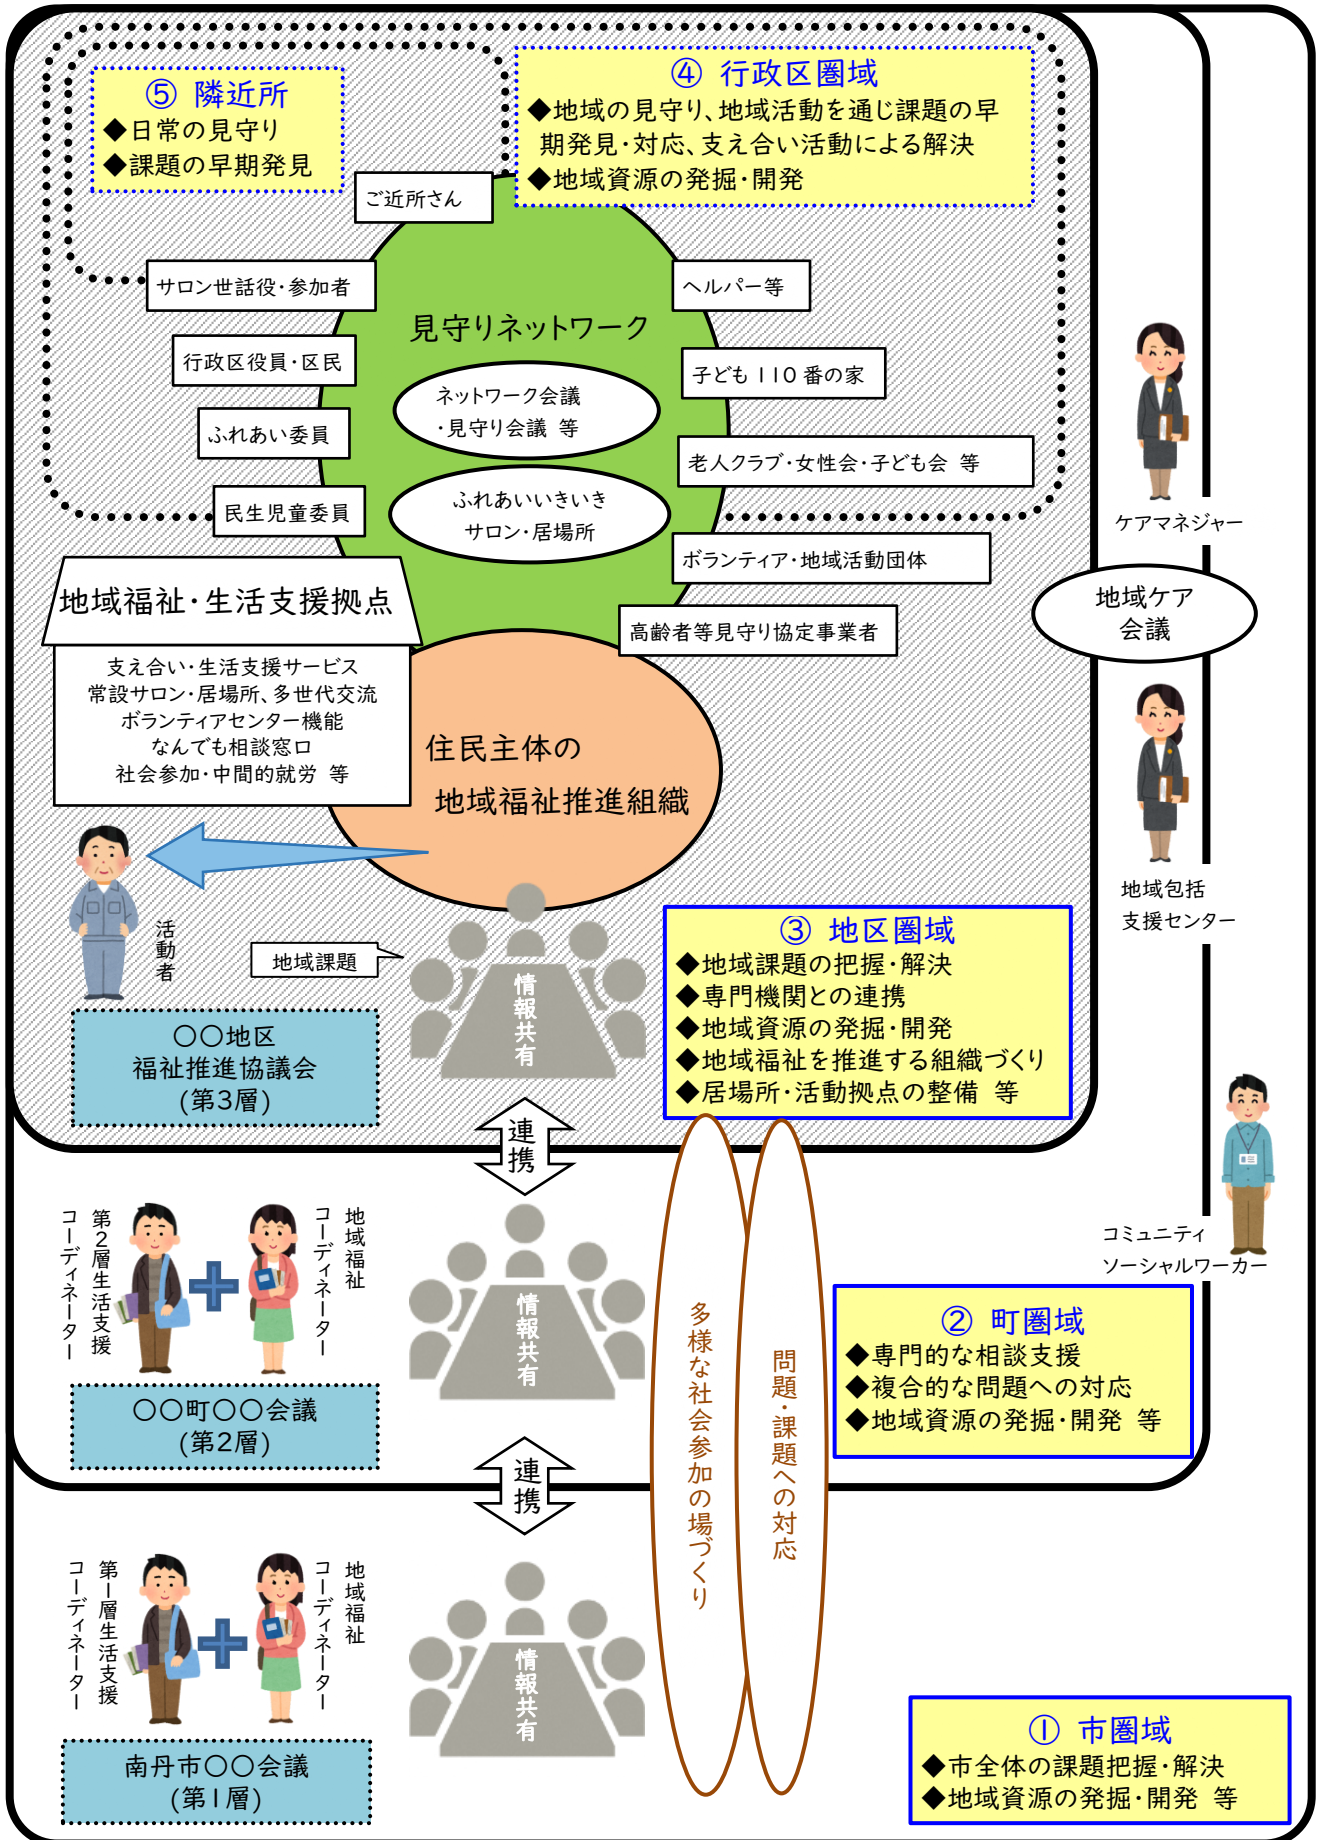 ⑤ 隣近所
◆日常の見守り
◆課題の早期発見
④ 行政区圏域
◆地域の見守り、地域活動を通じ課題の早
期発見・対応、支え合い活動による解決
◆地域資源の発掘・開発
ご近所さん
サロン世話役・参加者
行政区役員・区民
ふれあい委員
民生児童委員
見守りネットワーク
ネットワーク会議
・見守り会議 等
ふれあいいきいき
サロン・居場所
ヘルパー等
子ども110番の家
老人クラブ・女性会・子ども会 等
ボランティア・地域活動団体
高齢者等見守り協定事業者
ケアマネジャー
地域ケア
会議
地域包括
支援センター
地域福祉・生活支援拠点
支え合い・生活支援サービス
常設サロン・居場所、多世代交流
ボランティアセンター機能
なんでも相談窓口
社会参加・中間的就労 等
住民主体の
地域福祉推進組織
活動者
地域課題
情報共有
③ 地区圏域
◆地域課題の把握・解決
◆専門機関との連携
◆地域資源の発掘・開発
◆地域福祉を推進する組織づくり
◆居場所・活動拠点の整備 等
〇〇地区
福祉推進協議会
(第3層)
連携
コミュニティ
ソーシャルワーカー
第2層生活支援
コーディネーター
地域福祉
コーディネーター
情報共有
〇〇町〇〇会議
(第2層)
② 町圏域
◆専門的な相談支援
◆複合的な問題への対応
◆地域資源の発掘・開発 等
多様な社会参加の場づくり
問題・課題への対応
連携
第1層生活支援
コーディネーター
地域福祉
コーディネーター
情報共有
南丹市〇〇会議
(第1層)
① 市圏域
◆市全体の課題把握・解決
◆地域資源の発掘・開発 等